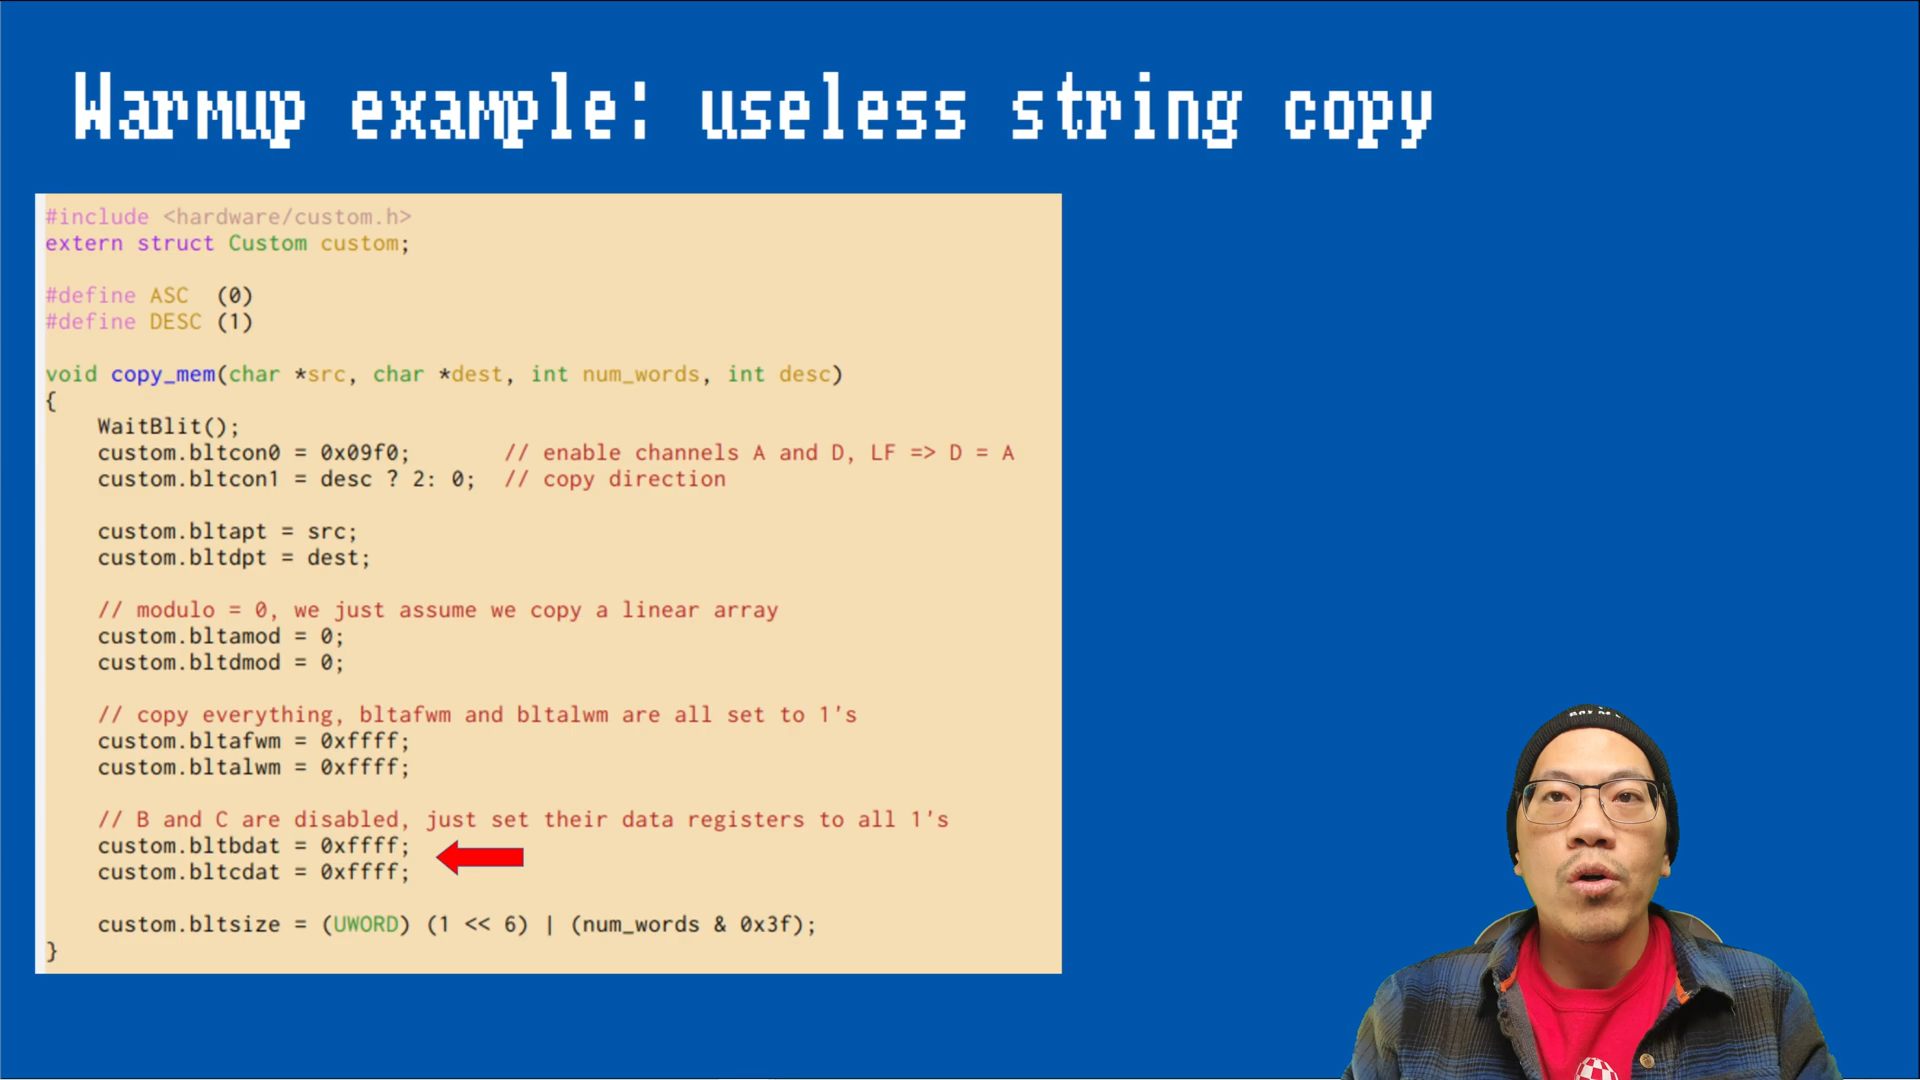 Warmup example: useless string copy
#include <hardware/custom.h>
extern struct Custom custom;
#define ASC  (0)
#define DESC (1)
void copy_mem(char *src, char *dest, int num_words, int desc)
{
    WaitBlit();
    custom.bltcon0 = 0x09f0;       // enable channels A and D, LF => D = A
    custom.bltcon1 = desc ? 2: 0;  // copy direction
    custom.bltapt = src;
    custom.bltdpt = dest;
    // modulo = 0, we just assume we copy a linear array
    custom.bltamod = 0;
    custom.bltdmod = 0;
    // copy everything, bltafwm and bltalwm are all set to 1's
    custom.bltafwm = 0xffff;
    custom.bltalwm = 0xffff;
    // B and C are disabled, just set their data registers to all 1's
    custom.bltbdat = 0xffff;
    custom.bltcdat = 0xffff;
    custom.bltsize = (UWORD) (1 << 6) | (num_words & 0x3f);
}